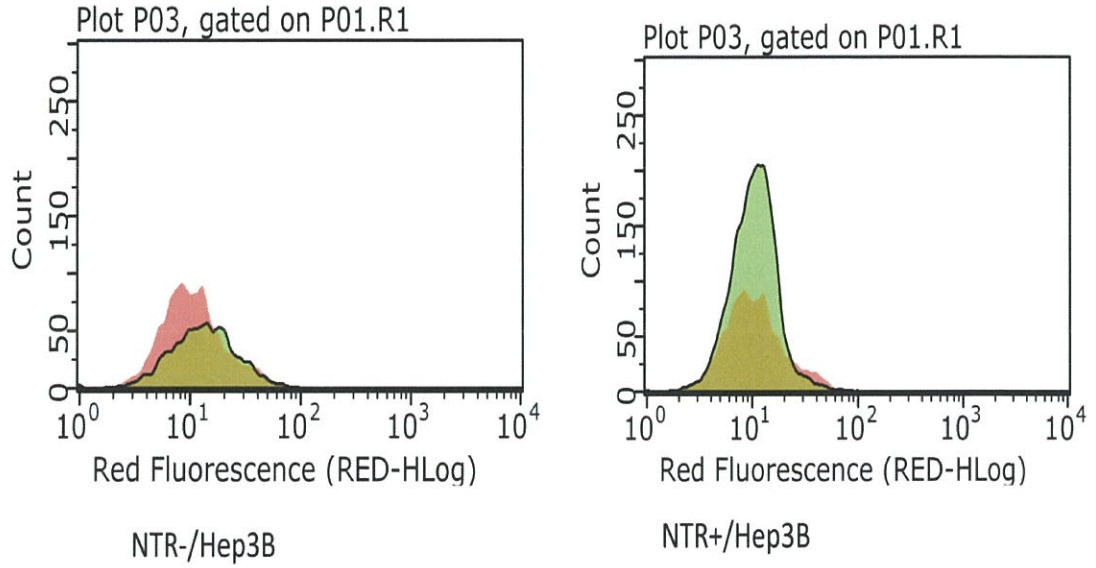 Plot P03, gated on P01.R1
Count
250
150
50
0
10^0 10^1 10^2 10^3 10^4
Red Fluorescence (RED-HLog)
NTR-/Hep3B
Plot P03, gated on P01.R1
Count
250
150
50
0
10^0 10^1 10^2 10^3 10^4
Red Fluorescence (RED-HLog)
NTR+/Hep3B